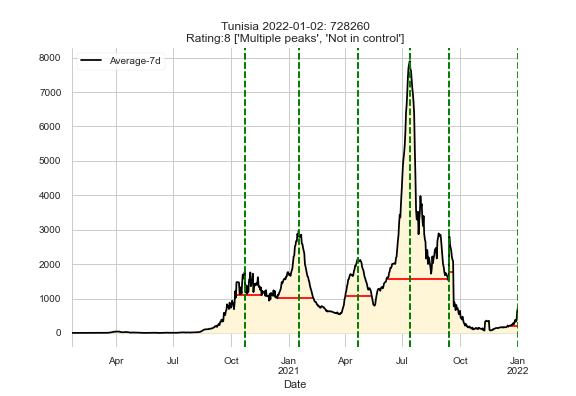 Tunisia 2022-01-02: 728260
Rating:8 ['Multiple peaks', 'Not in control']
Average-7d
8000
7000
6000
5000
4000
3000
2000
1000
0
Apr Jul Oct Jan Apr Jul Oct Jan
2021 2022
Date